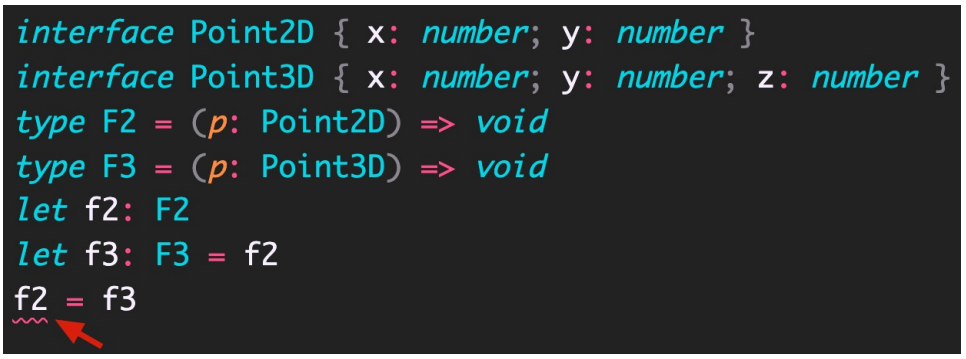 interface Point2D { x: number; y: number }
interface Point3D { x: number; y: number; z: number }
type F2 = (p: Point2D) => void
type F3 = (p: Point3D) => void
let f2: F2
let f3: F3 = f2
f2 = f3